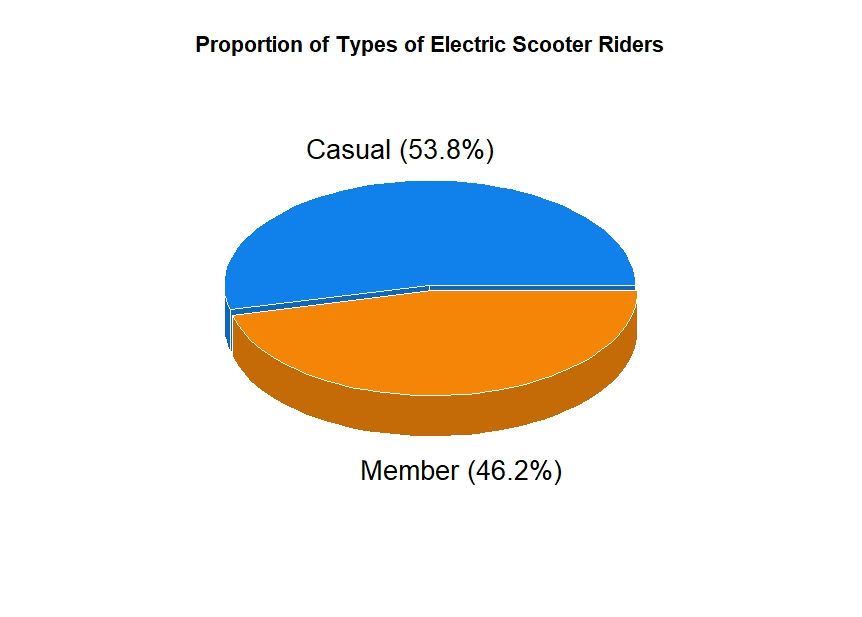 Proportion of Types of Electric Scooter Riders
Casual (53.8%)
Member (46.2%)